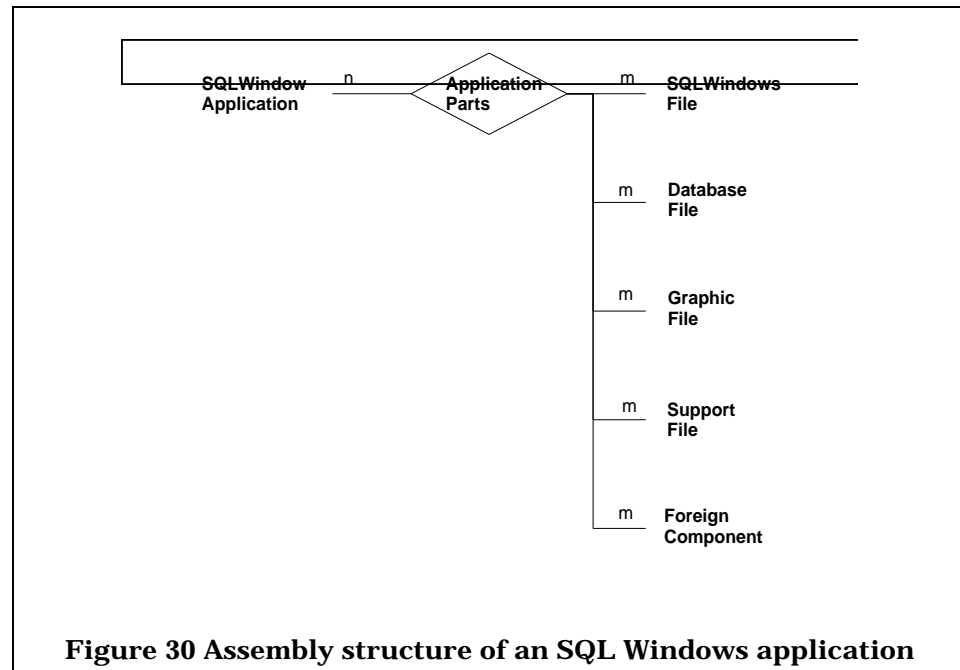 SQLWindow
Application
n
Application
Parts
m
SQLWindows
File
m
Database
File
m
Graphic
File
m
Support
File
m
Foreign
Component
Figure 30 Assembly structure of an SQL Windows application